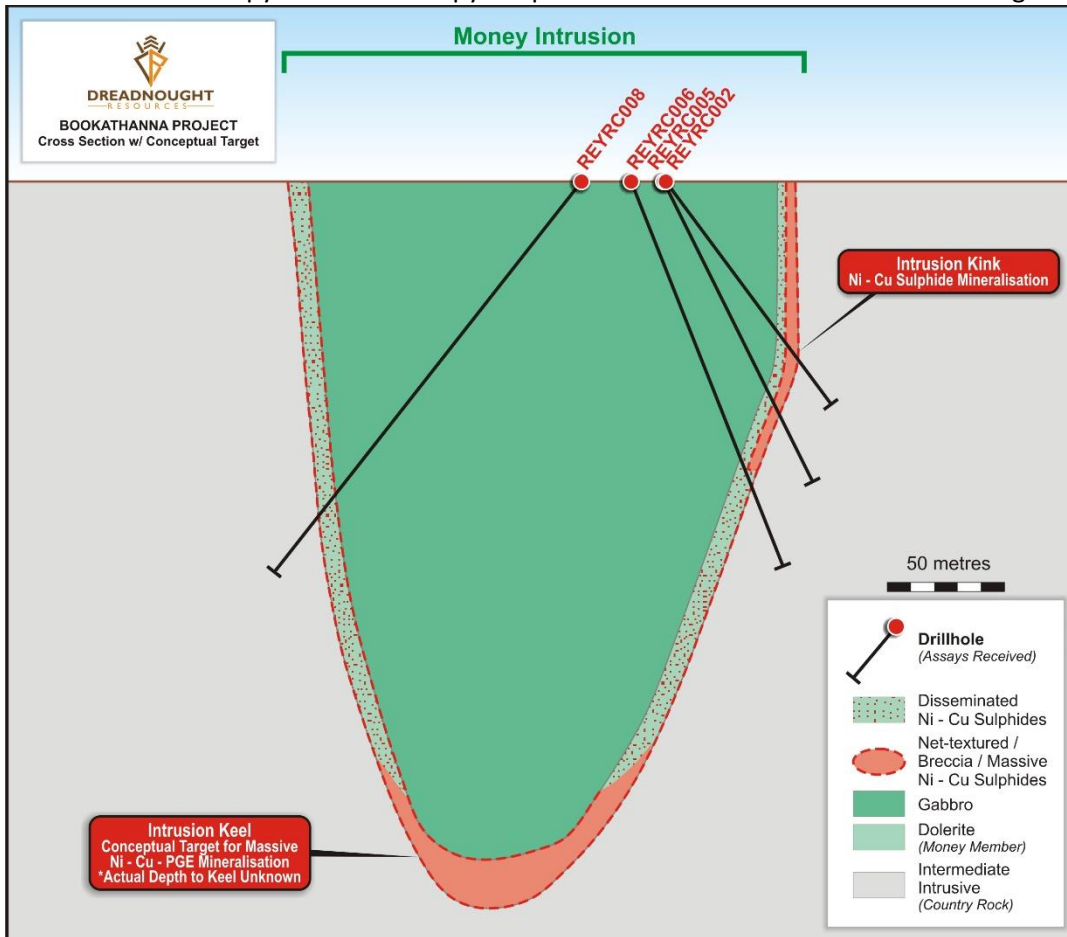 DREADNOUGHT
RESOURCES
BOOKATHANNA PROJECT
Cross Section w/ Conceptual Target
Money Intrusion
REYRC008
REYRC006
REYRC005
REYRC002
Intrusion Kink
Ni - Cu Sulphide Mineralisation
50 metres
Drillhole
(Assays Received)
Disseminated
Ni - Cu Sulphides
Net-textured /
Breccia / Massive
Ni - Cu Sulphides
Gabbro
Dolerite
(Money Member)
Intermediate
Intrusive
(Country Rock)
Intrusion Keel
Conceptual Target for Massive
Ni - Cu - PGE Mineralisation
*Actual Depth to Keel Unknown